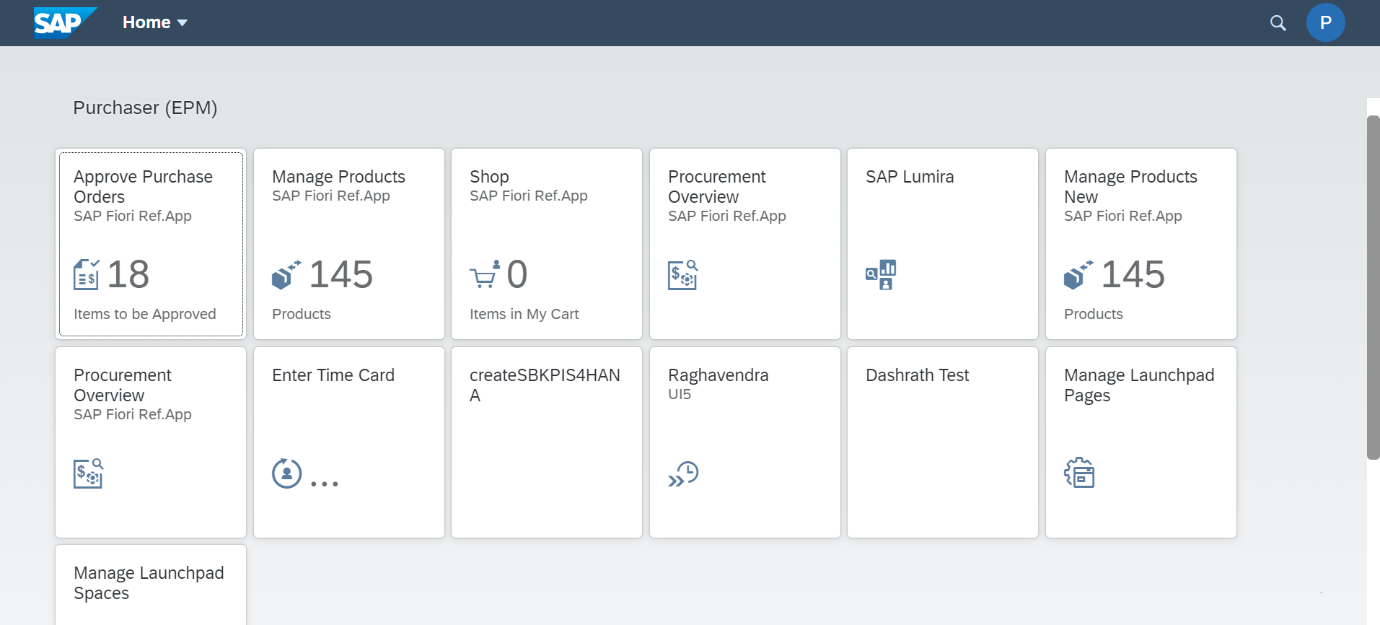 SAP Home
P
Purchaser (EPM)
Approve Purchase
Orders
SAP Fiori Ref.App
18
Items to be Approved
Manage Products
SAP Fiori Ref.App
145
Products
Shop
SAP Fiori Ref.App
0
Items in My Cart
Procurement
Overview
SAP Fiori Ref.App
$
SAP Lumira
Manage Products
New
SAP Fiori Ref.App
145
Products
Procurement
Overview
SAP Fiori Ref.App
$
Enter Time Card
...
createSBKPIS4HAN
A
Raghavendra
UI5
Dashrath Test
Manage Launchpad
Pages
Manage Launchpad
Spaces